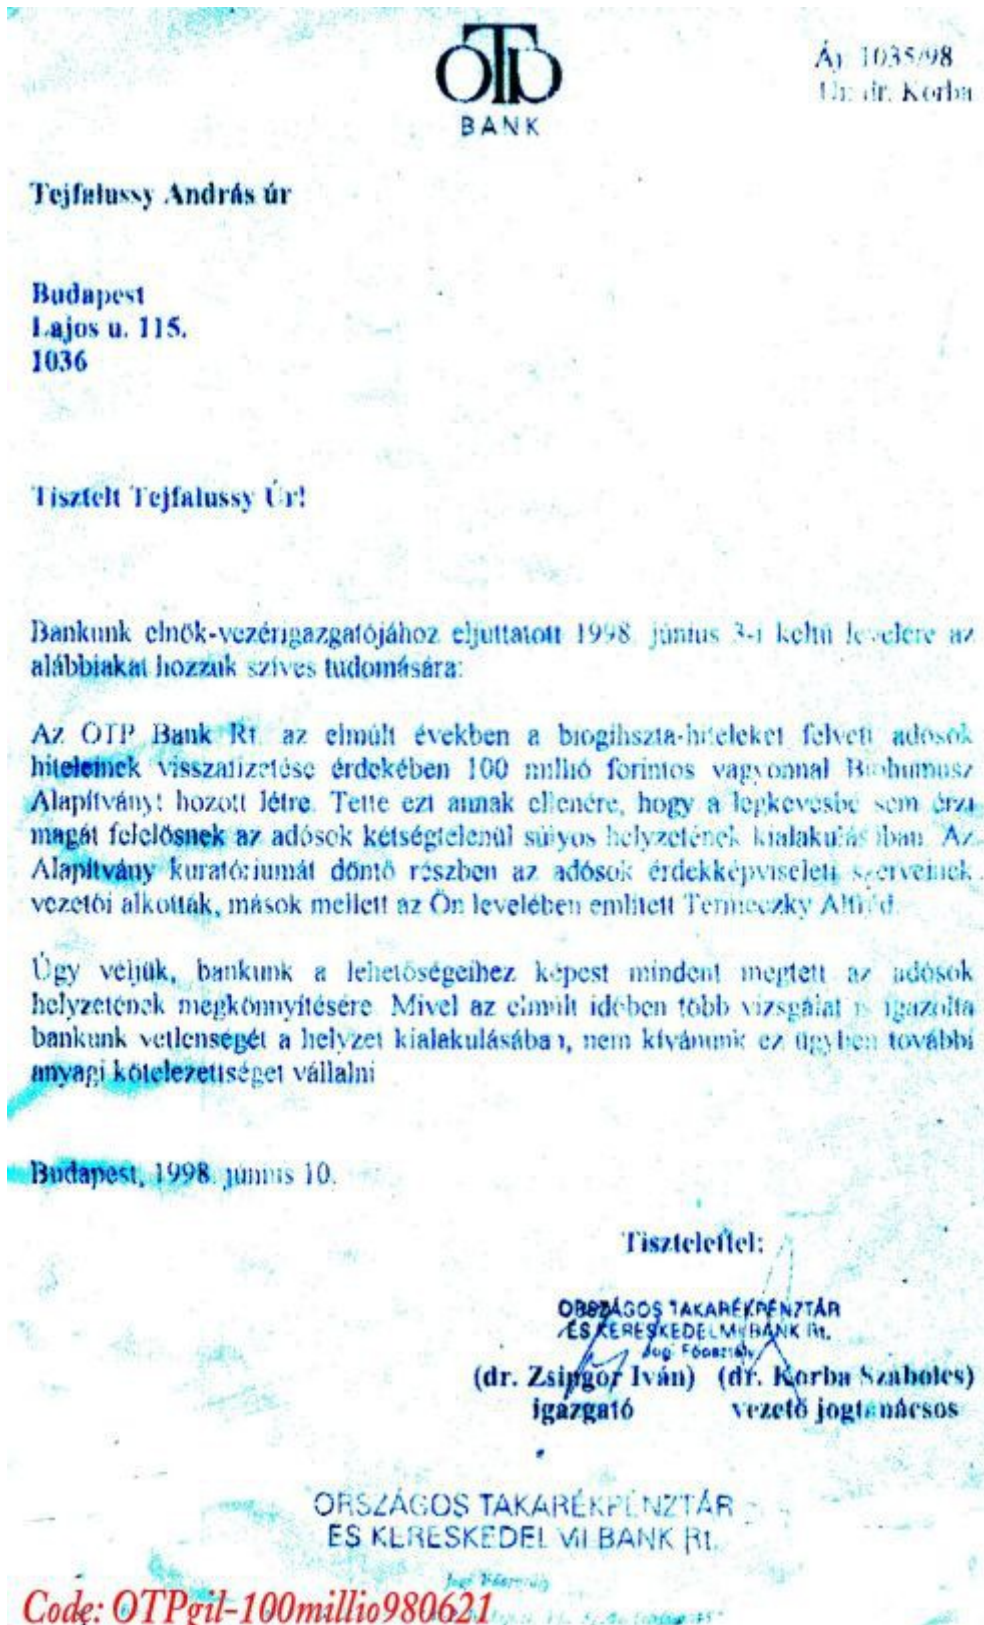 OTP
BANK
1035/98
dr. Korba
Tejfalussy András úr
Budapest
Lajos u. 115.
1036
Tisztelt Tejfalussy Úr!
Bankunk elnök-vezérigazgatójához eljuttatott 1998. június 3-i keltű levelére az
alábbiakat hozzuk szíves tudomására:
Az OTP Bank Rt. az elmúlt években a biogiliszta-hiteleket felvett adósok
hiteleinek visszafizetése érdekében 100 millió forintos vagyonnal Biohumusz
Alapítványt hozott létre. Tette ezt annak ellenére, hogy a legkevésbé sem érzi
magát felelősnek az adósok kétségtelenül súlyos helyzetének kialakulásában. Az
Alapítvány kuratóriumát döntő részben az adósok érdekképviseleti szerveinek
vezetői alkották, mások mellett az Ön levelében említett Termeczky Alfréd.
Úgy véljük, bankunk a lehetőségeihez képest mindent megtett az adósok
helyzetének megkönnyítésére. Mivel az elmúlt időben több vizsgálat is igazolta
bankunk vetlenségét a helyzet kialakulásában, nem kívánunk ez ügyben további
anyagi kötelezettséget vállalni
Budapest, 1998. június 10.
Tisztelettel:
ORSZÁGOS TAKARÉKPÉNZTÁR
ÉS KERESKEDELMI BANK Rt.
Jogi Főosztály
(dr. Zsingor Iván) (dr. Korba Szabolcs)
igazgató vezető jogtanácsos
ORSZÁGOS TAKARÉKPÉNZTÁR
ÉS KERESKEDELMI BANK Rt.
Jogi Főosztály
Code: OTPgil-100millio980621